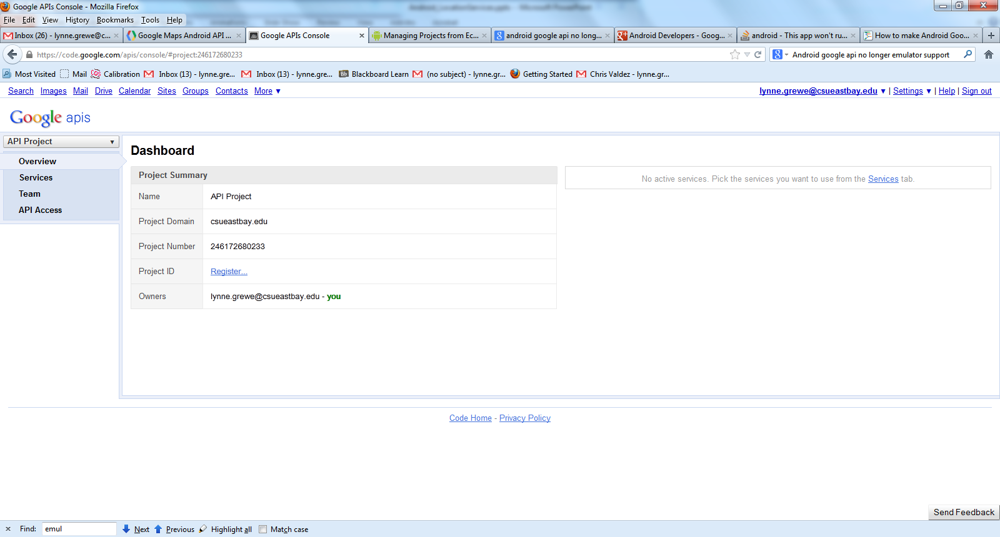 Google APIs Console - Mozilla Firefox
File Edit View History Bookmarks Tools Help
Inbox (26) - lynne.grewe@c... Google Maps Android API ... Google APIs Console Managing Projects from Ec... android google api no long... Android Developers - Goog... android - This app won't ru... How to make Android Goo...
https://code.google.com/apis/console/#project:246172680233 Android google api no longer emulator support
Most Visited Mail Calibration Inbox (13) - lynne.gre... Inbox (13) - lynne.gre... Bb Blackboard Learn (no subject) - lynne.gr... Getting Started Chris Valdez - lynne.gr...
Search Images Mail Drive Calendar Sites Groups Contacts More ▼ lynne.grewe@csueastbay.edu ▼ | Settings ▼ | Help | Sign out
Google apis
API Project ▼
Overview
Services
Team
API Access
Dashboard
Project Summary
Name API Project
Project Domain csueastbay.edu
Project Number 246172680233
Project ID Register...
Owners lynne.grewe@csueastbay.edu - you
No active services. Pick the services you want to use from the Services tab.
Code Home - Privacy Policy
Send Feedback
× Find: emul Next Previous Highlight all Match case